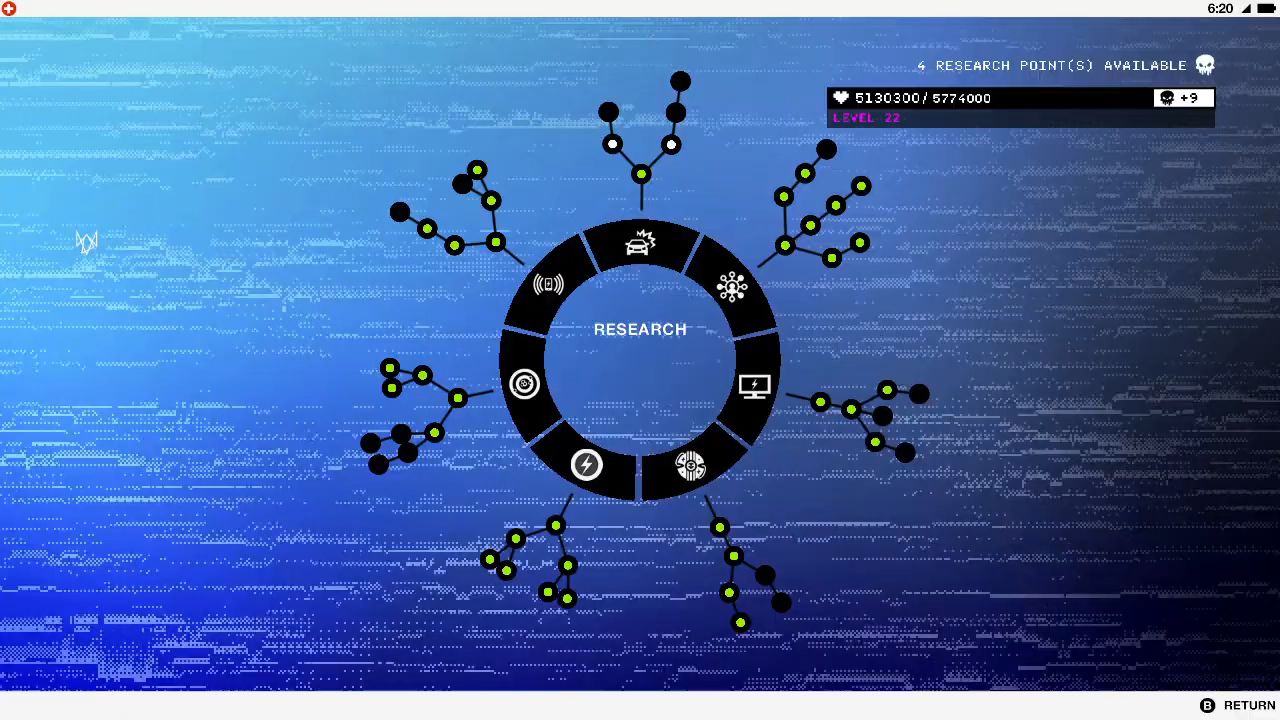 6:20
4 RESEARCH POINT(S) AVAILABLE
5130300/ 5774000
+9
LEVEL 22
RESEARCH
B RETURN